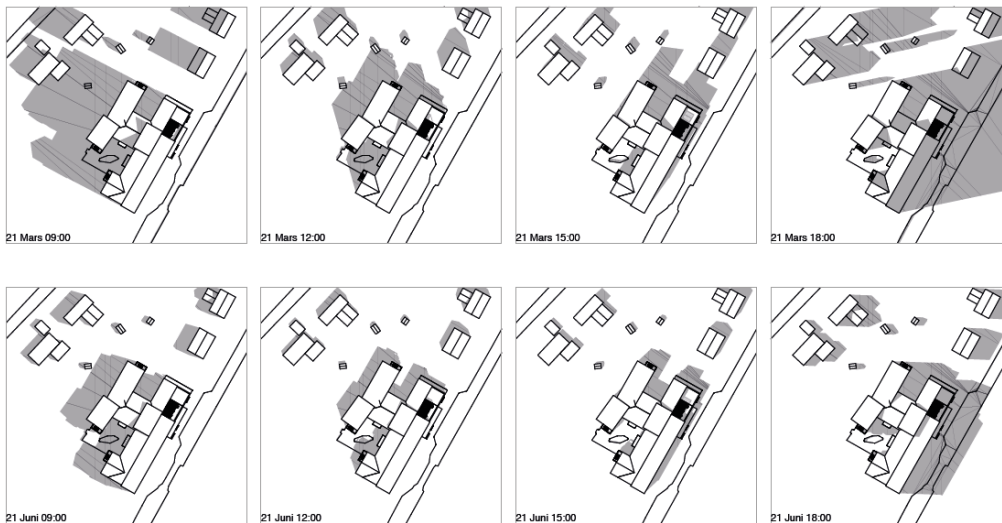 21 Mars 09:00
21 Mars 12:00
21 Mars 15:00
21 Mars 18:00
21 Juni 09:00
21 Juni 12:00
21 Juni 15:00
21 Juni 18:00